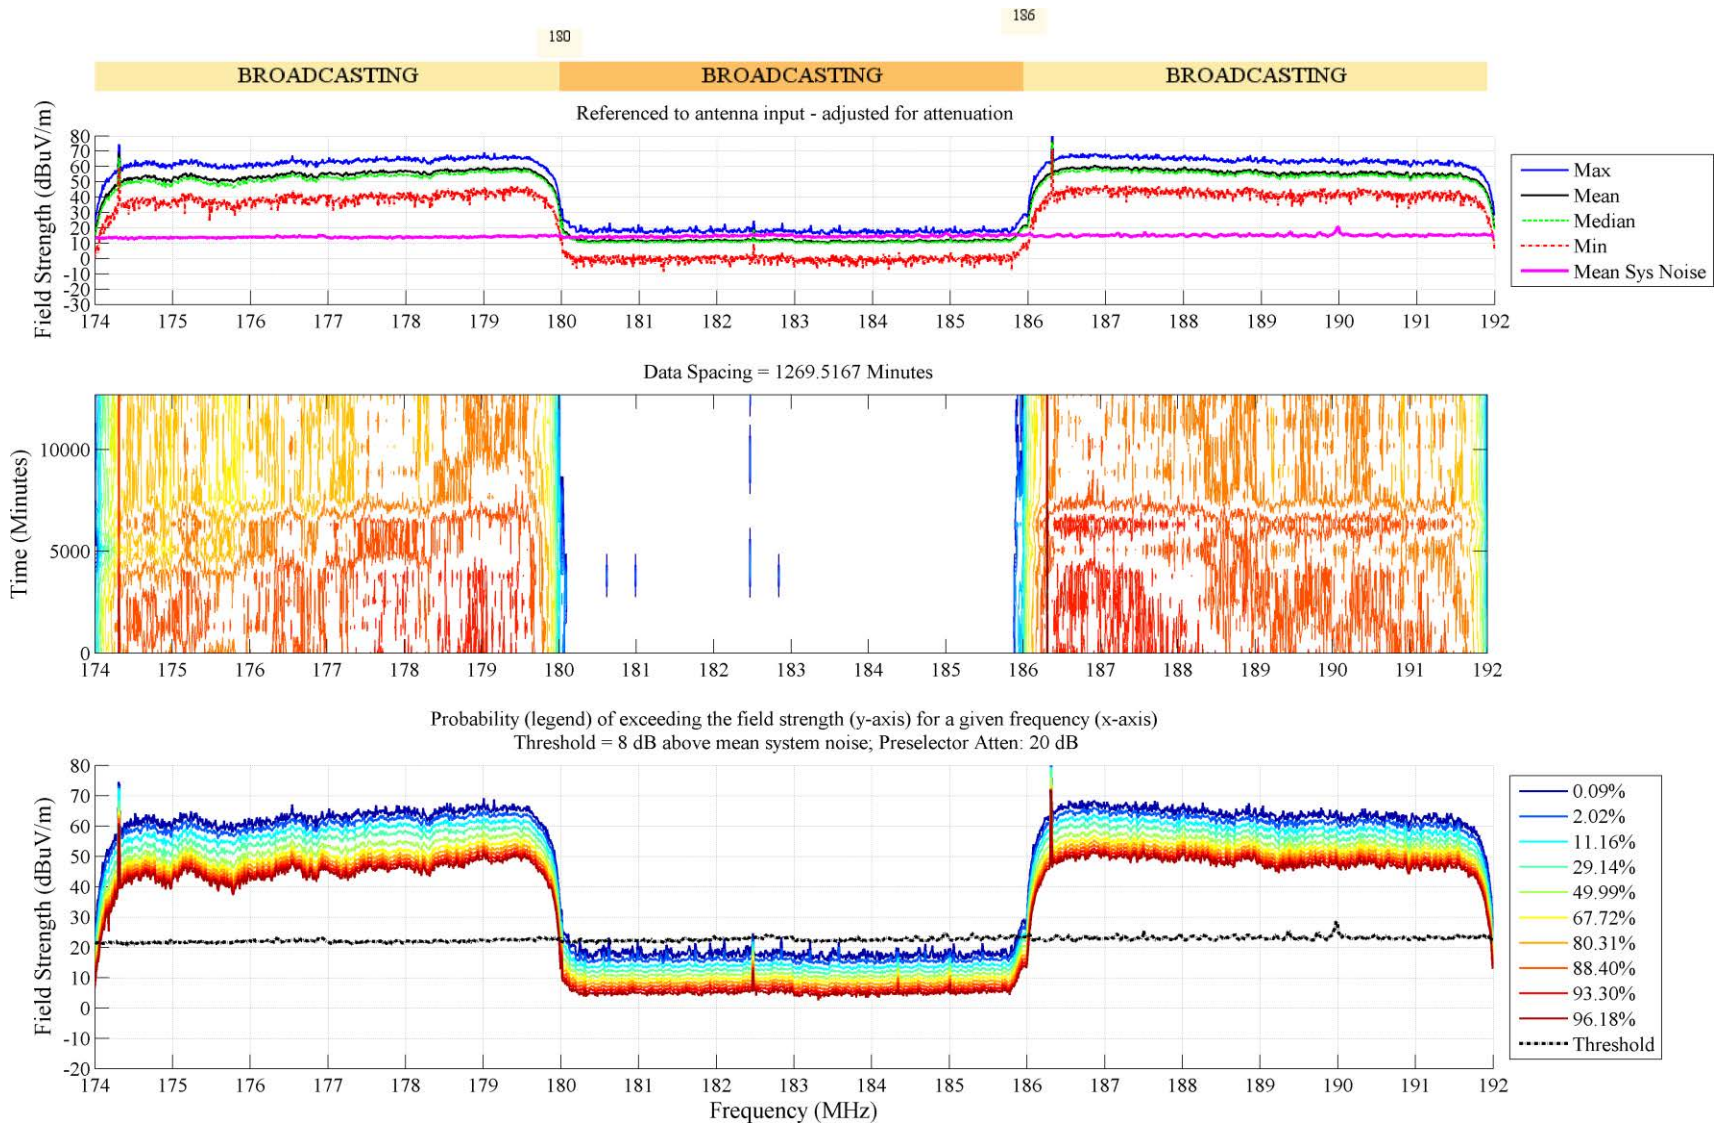 186
180
BROADCASTING BROADCASTING BROADCASTING
Referenced to antenna input - adjusted for attenuation
Field Strength (dBuV/m)
80
70
60
50
40
30
20
10
0
-10
-20
-30
174 175 176 177 178 179 180 181 182 183 184 185 186 187 188 189 190 191 192
Max
Mean
Median
Min
Mean Sys Noise
Data Spacing = 1269.5167 Minutes
Time (Minutes)
10000
5000
0
174 175 176 177 178 179 180 181 182 183 184 185 186 187 188 189 190 191 192
Probability (legend) of exceeding the field strength (y-axis) for a given frequency (x-axis)
Threshold = 8 dB above mean system noise; Preselector Atten: 20 dB
Field Strength (dBuV/m)
80
70
60
50
40
30
20
10
0
-10
-20
174 175 176 177 178 179 180 181 182 183 184 185 186 187 188 189 190 191 192
Frequency (MHz)
0.09%
2.02%
11.16%
29.14%
49.99%
67.72%
80.31%
88.40%
93.30%
96.18%
Threshold